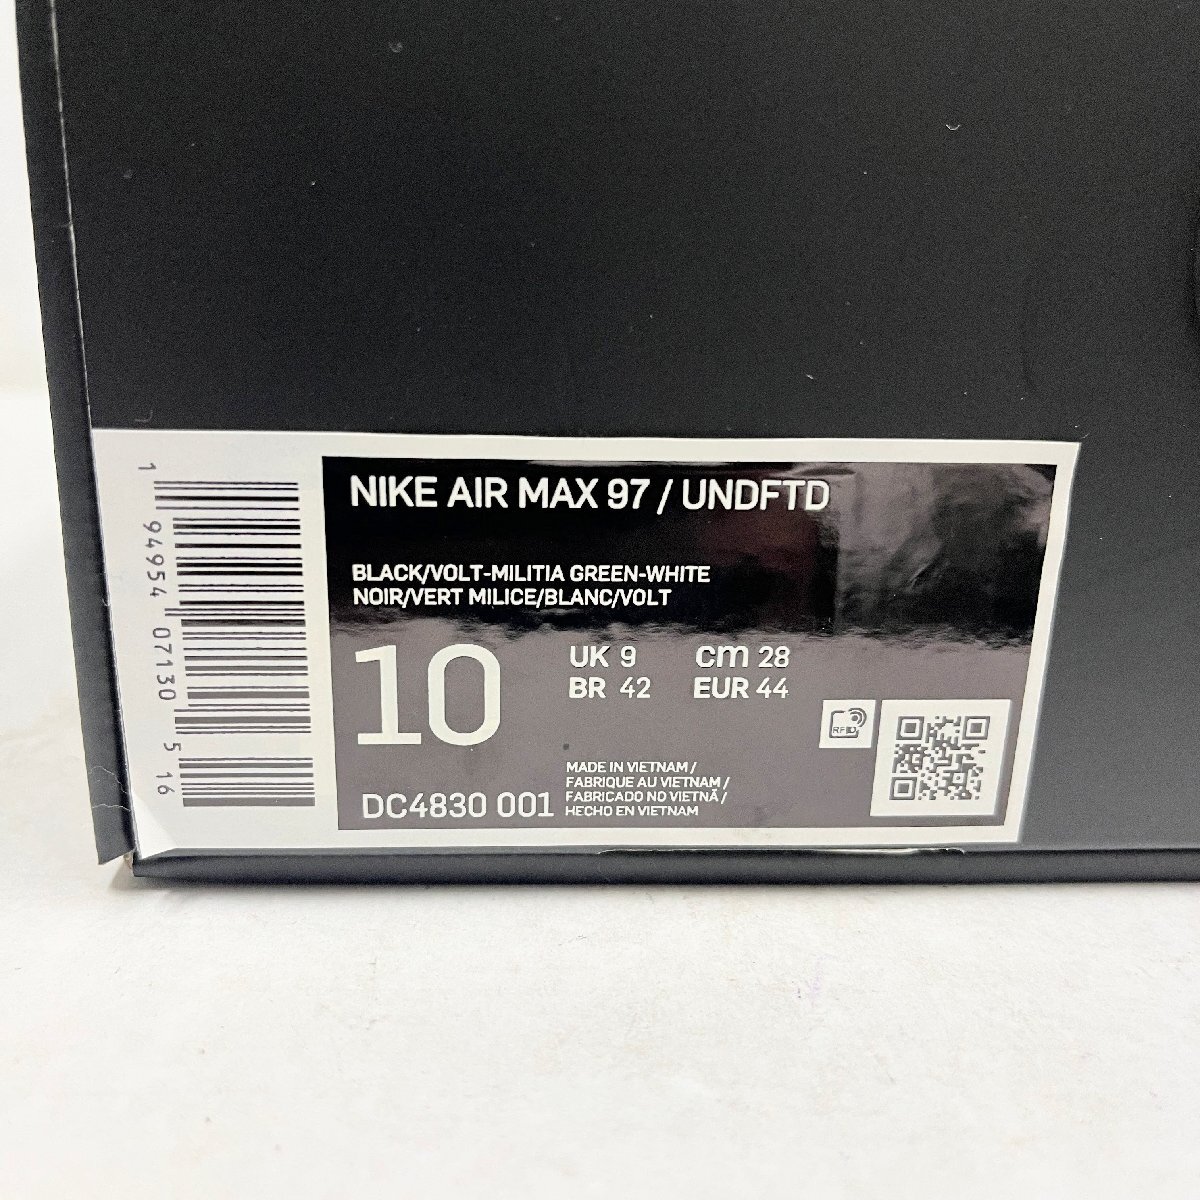 NIKE AIR MAX 97 / UNDFTD
BLACK/VOLT-MILITIA GREEN-WHITE
NOIR/VERT MILICE/BLANC/VOLT
10
UK 9 cm 28
BR 42 EUR 44
DC4830 001
MADE IN VIETNAM /
FABRIQUE AU VIETNAM /
FABRICADO NO VIETNÃ /
HECHO EN VIETNAM
RFID
1 94954 07130 5 16